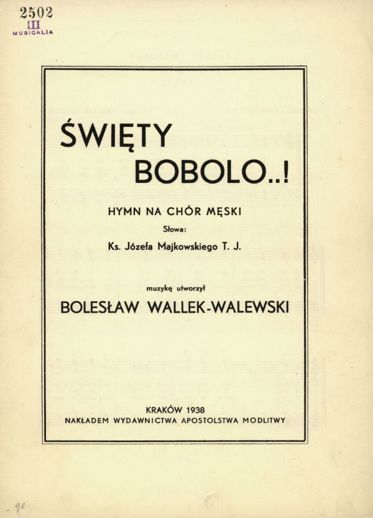 2502
III
MUSICALIA
ŚWIĘTY
BOBOLO..!
HYMN NA CHÓR MĘSKI
Słowa:
Ks. Józefa Majkowskiego T. J.
muzykę utworzył
BOLESŁAW WALLEK-WALEWSKI
KRAKÓW 1938
NAKŁADEM WYDAWNICTWA APOSTOLSTWA MODLITWY